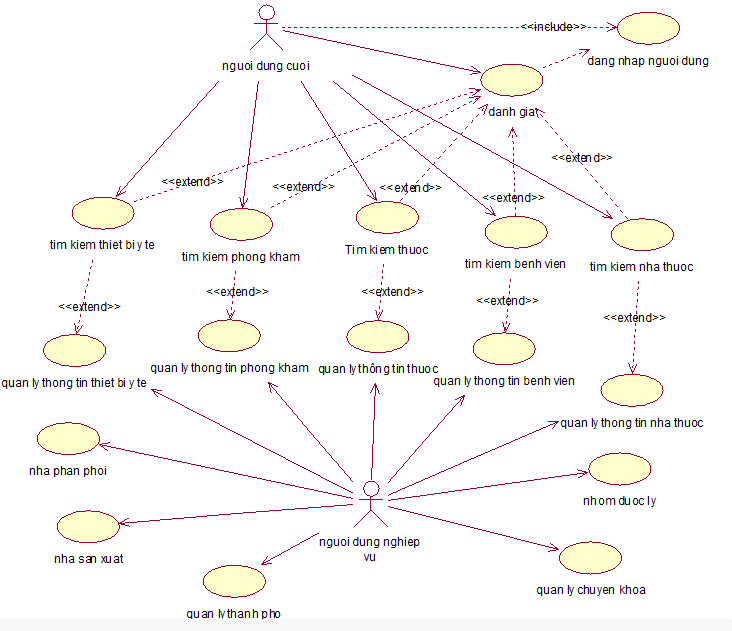 <<include>>
nguoi dung cuoi
dang nhap nguoi dung
danh gia
<<extend>>
<<extend>>
<<extend>>
<<extend>>
<<extend>>
tim kiem thiet bi y te
tim kiem phong kham
Tim kiem thuoc
tim kiem benh vien
tim kiem nha thuoc
<<extend>>
<<extend>>
<<extend>>
<<extend>>
<<extend>>
quan ly thong tin thiet bi y te
quan ly thong tin phong kham
quan ly thông tin thuoc
quan ly thong tin benh vien
quan ly thong tin nha thuoc
nha phan phoi
nhom duoc ly
nguoi dung nghiep
vu
nha san xuat
quan ly chuyen khoa
quan ly thanh pho